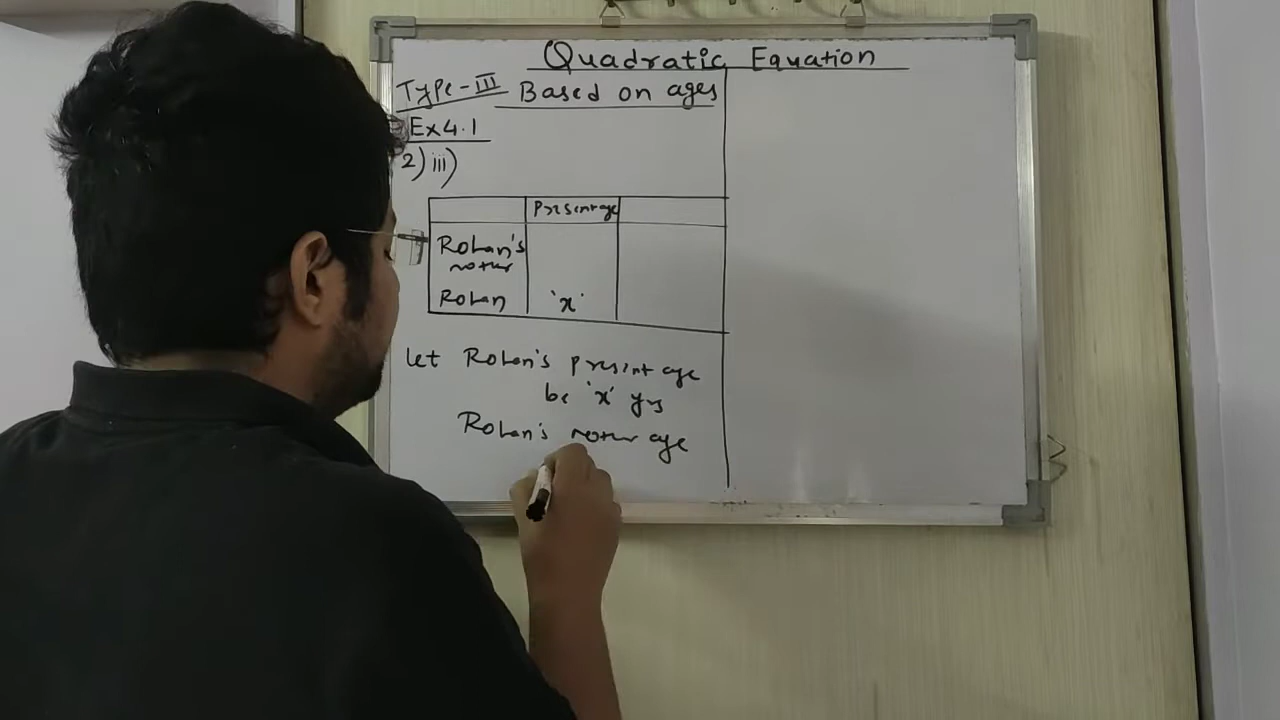 Quadratic Equation
Type-III Based on ages
Ex4.1
2) iii)
Present age
Rohan's
mother
Rohan 'x'
let Rohan's present age
be 'x' yrs
Rohan's mother age